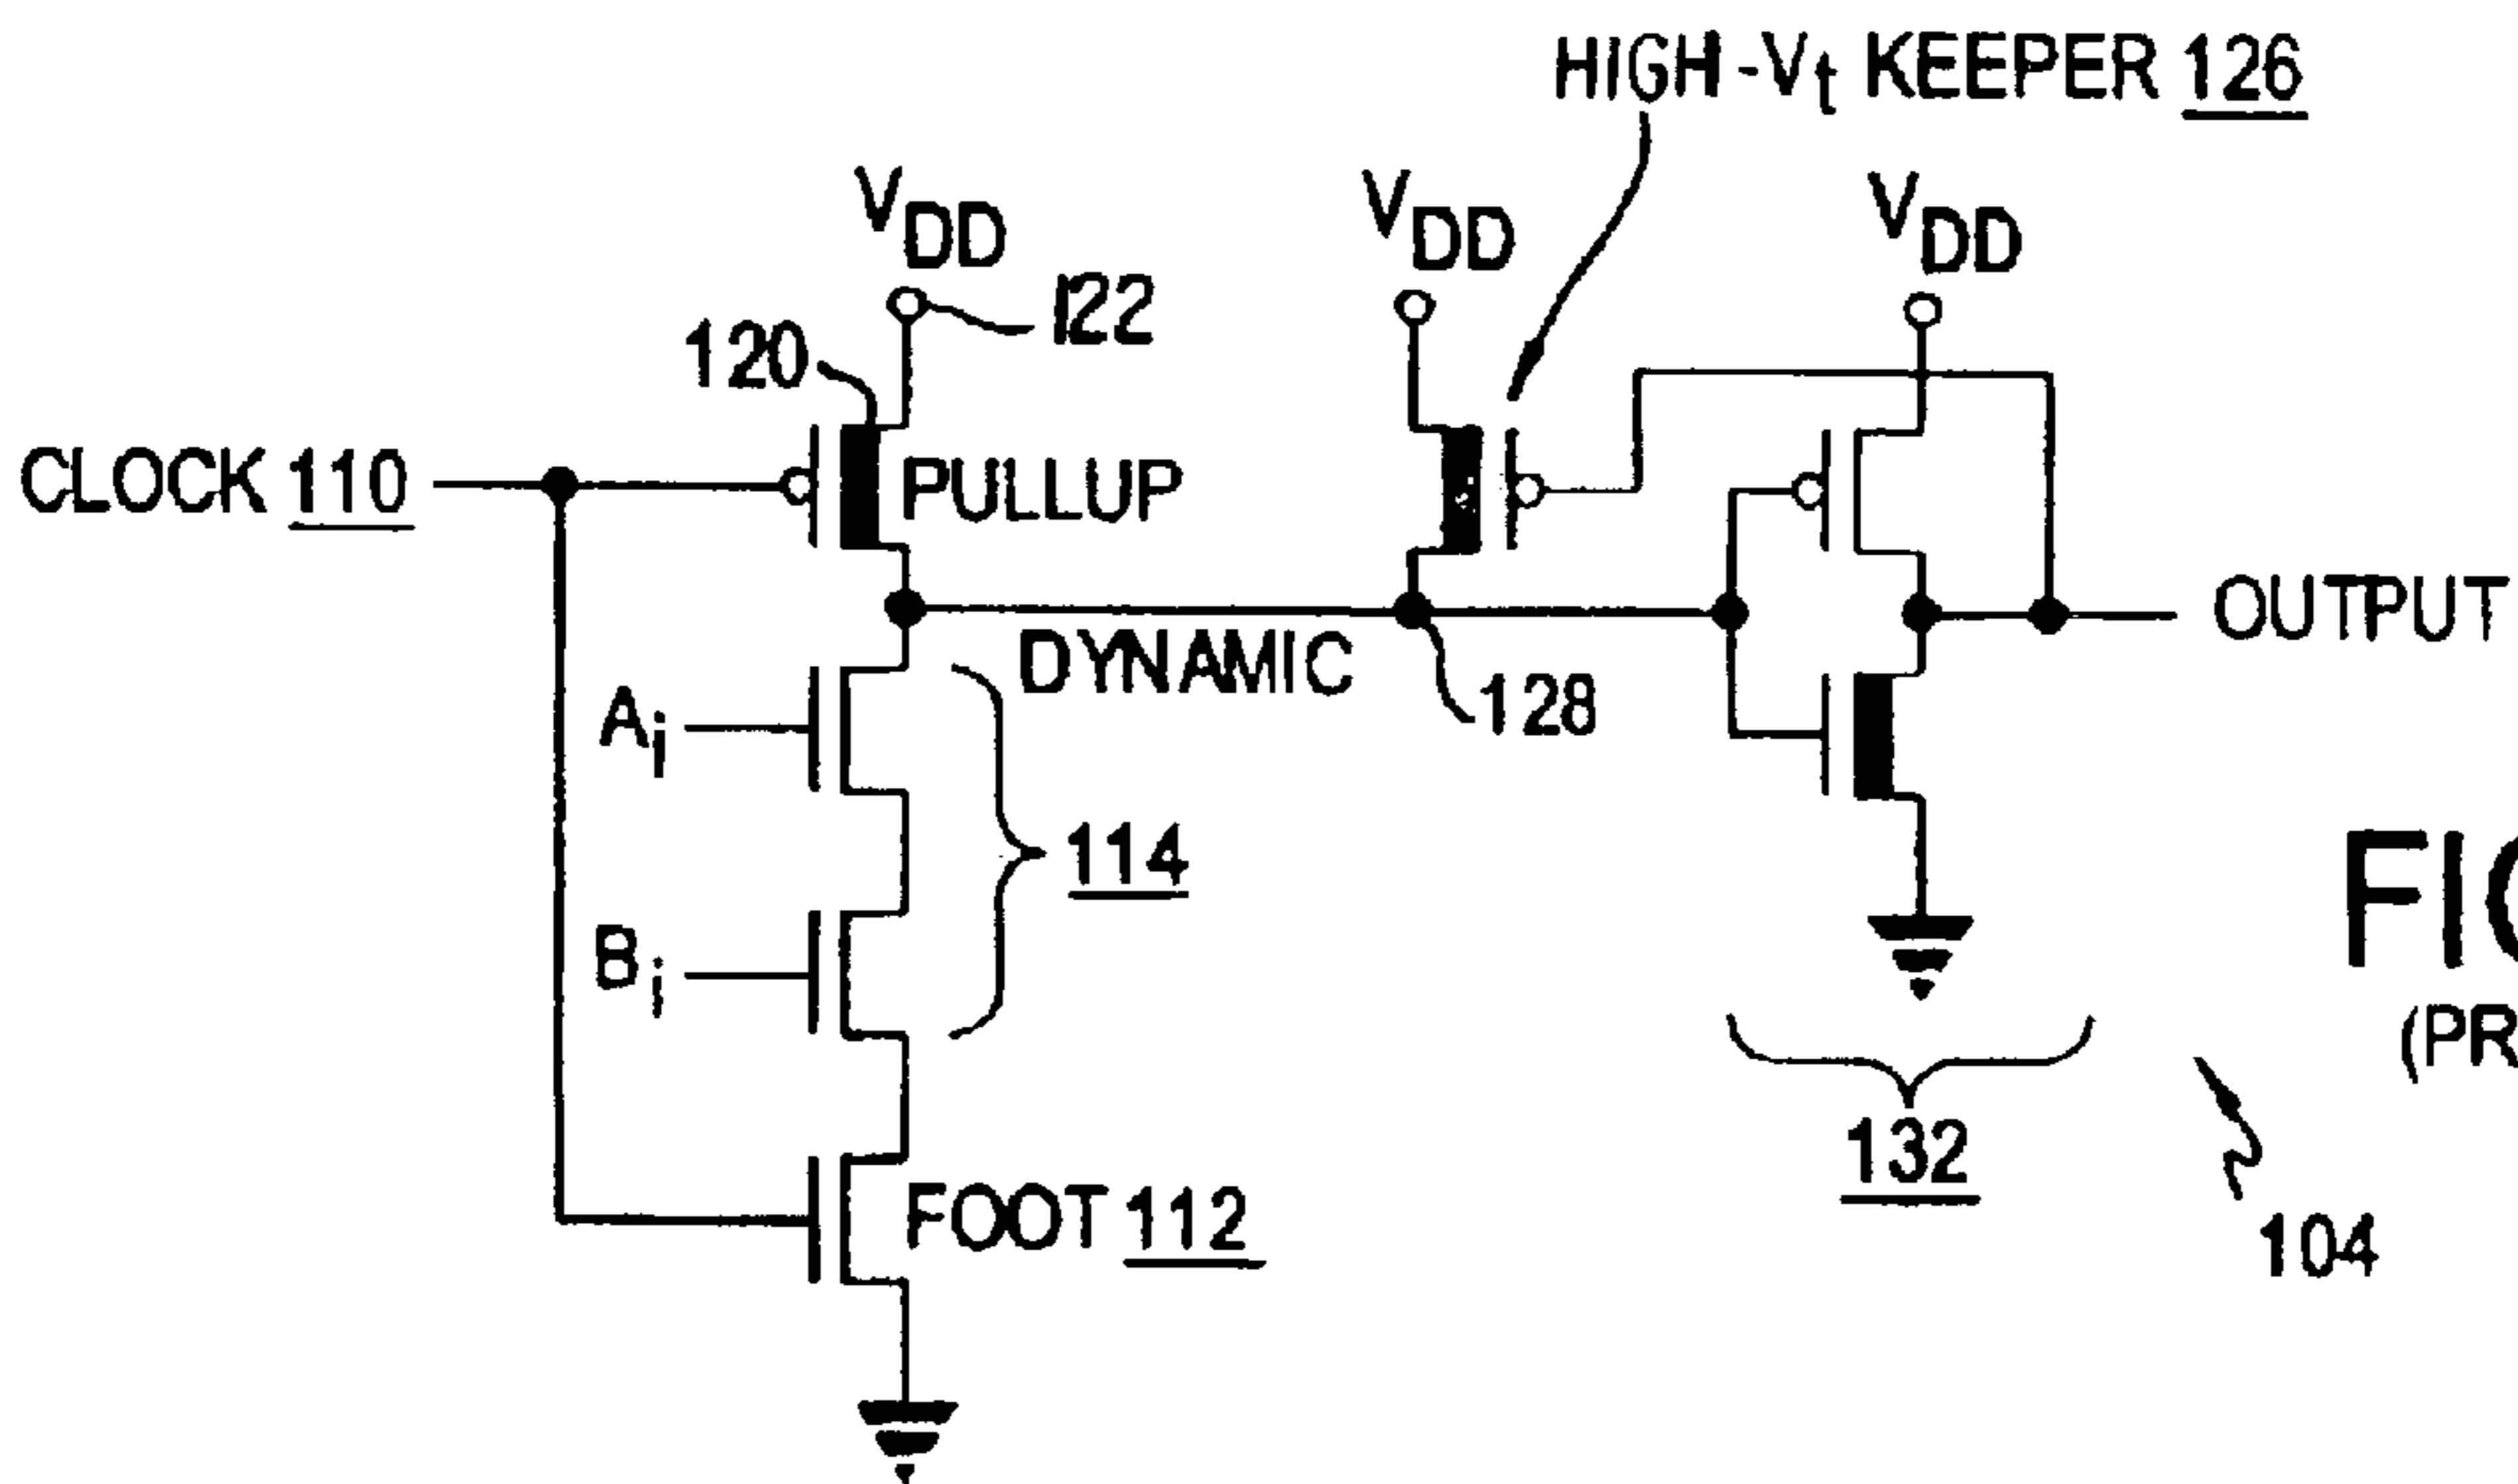 HIGH-Vt KEEPER 126
VDD
VDD
VDD
122
120
CLOCK 110
PULLUP
OUTPUT
DYNAMIC
128
Ai
114
Bi
132
FOOT 112
104